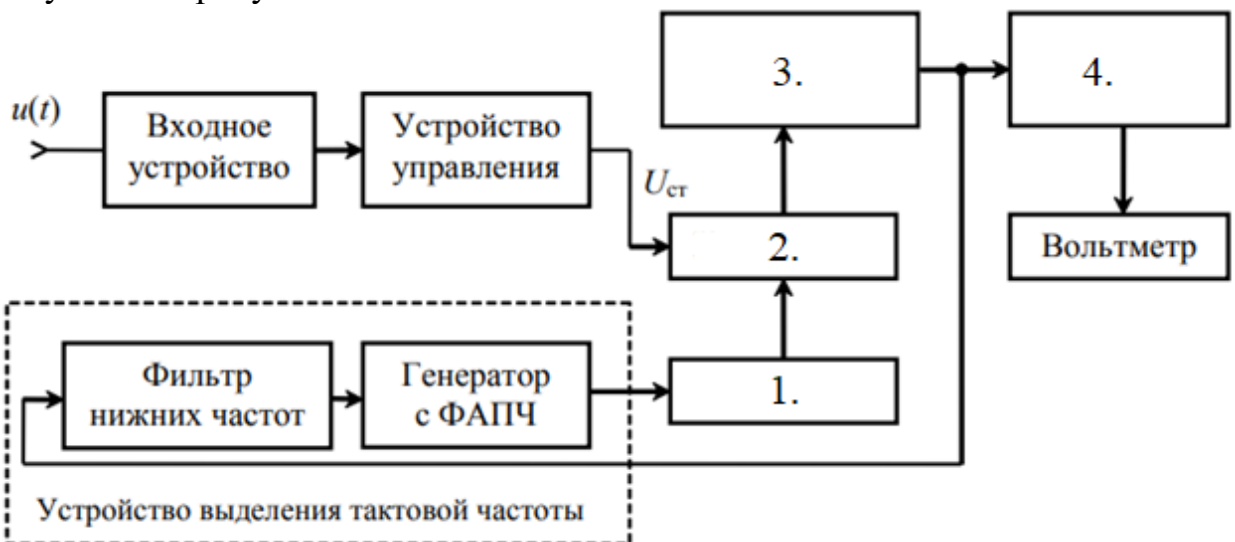 3.
4.
u(t)
Входное
устройство
Устройство
управления
Uст
2.
Вольтметр
Фильтр
нижних частот
Генератор
с ФАПЧ
1.
Устройство выделения тактовой частоты